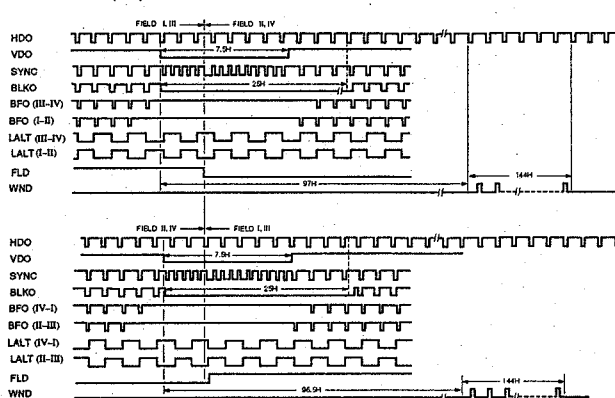 FIELD I, III FIELD II, IV
HDO
VDO 7.5H
SYNC
BLKO 25H
BFO (III–IV)
BFO (I–II)
LALT (III–IV)
LALT (I–II)
FLD 144H
97H
WND
FIELD II, IV FIELD I, III
HDO
VDO 7.5H
SYNC
BLKO 25H
BFO (IV–I)
BFO (II–III)
LALT (IV–I)
LALT (II–III)
FLD 144H
WND 96.5H